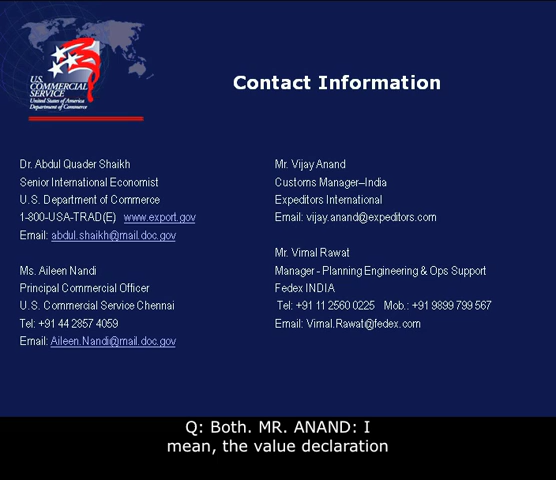 U.S.
COMMERCIAL
SERVICE
United States of America
Department of Commerce
Contact Information
Dr. Abdul Quader Shaikh
Senior International Economist
U.S. Department of Commerce
1-800-USA-TRAD(E) www.export.gov
Email: abdul.shaikh@mail.doc.gov
Ms. Aileen Nandi
Principal Commercial Officer
U.S. Commercial Service Chennai
Tel: +91 44 2857 4059
Email: Aileen.Nandi@mail.doc.gov
Mr. Vijay Anand
Customs Manager–India
Expeditors International
Email: vijay.anand@expeditors.com
Mr. Vimal Rawat
Manager - Planning Engineering & Ops Support
Fedex INDIA
Tel: +91 11 2560 0225 Mob.: +91 9899 799 567
Email: Vimal.Rawat@fedex.com
Q: Both. MR. ANAND: I
mean, the value declaration